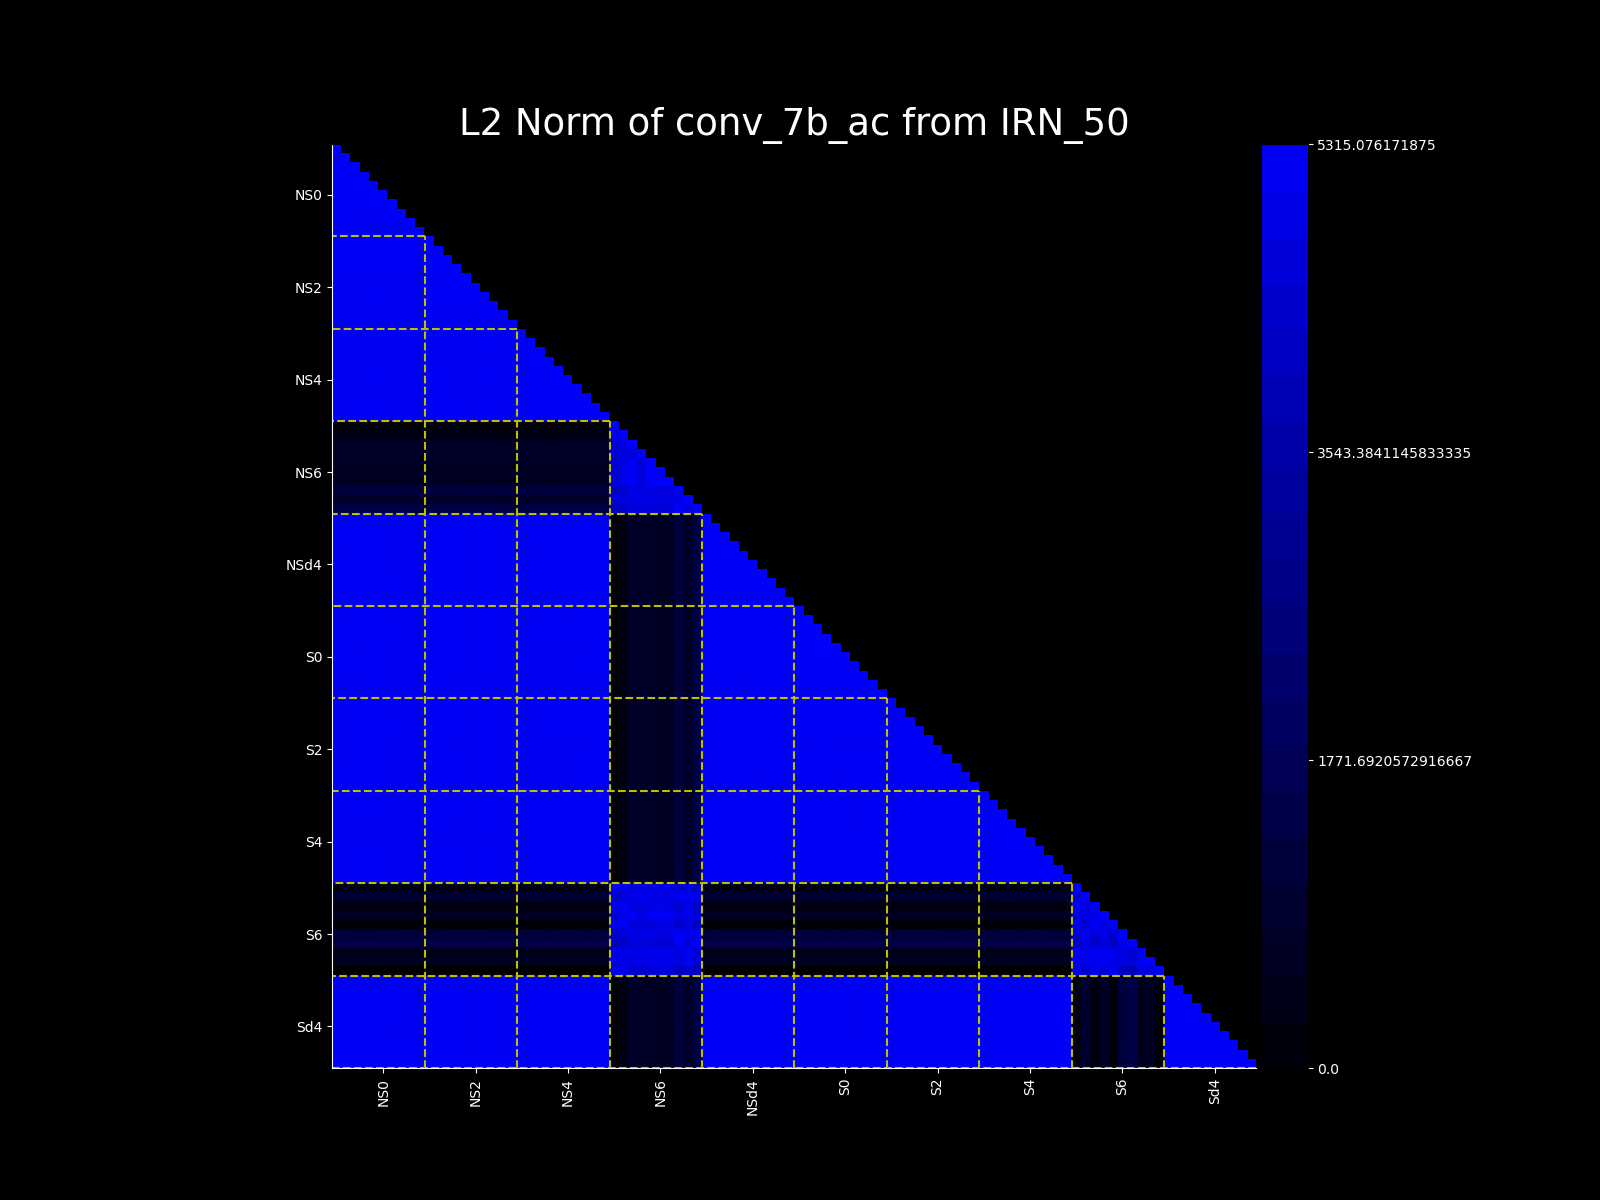 L2 Norm of conv_7b_ac from IRN_50
5315.076171875
3543.3841145833335
1771.6920572916667
0.0
NS0
NS2
NS4
NS6
NSd4
S0
S2
S4
S6
Sd4
NS0
NS2
NS4
NS6
NSd4
S0
S2
S4
S6
Sd4